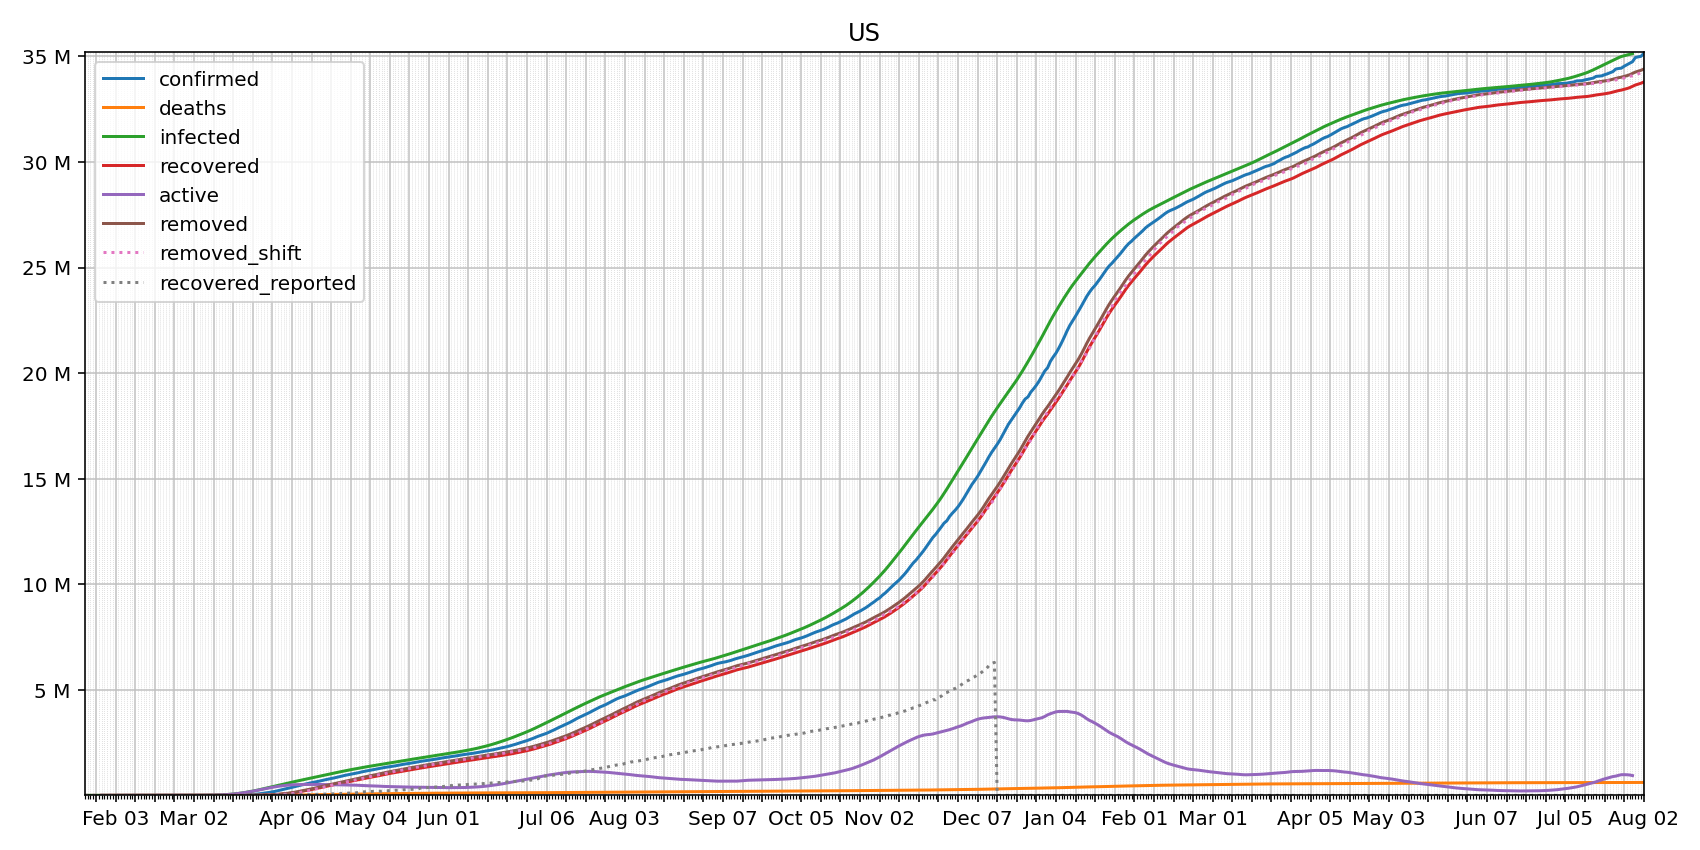 US
35 M
30 M
25 M
20 M
15 M
10 M
5 M
confirmed
deaths
infected
recovered
active
removed
removed_shift
recovered_reported
Feb 03 Mar 02 Apr 06 May 04 Jun 01 Jul 06 Aug 03 Sep 07 Oct 05 Nov 02 Dec 07 Jan 04 Feb 01 Mar 01 Apr 05 May 03 Jun 07 Jul 05 Aug 02